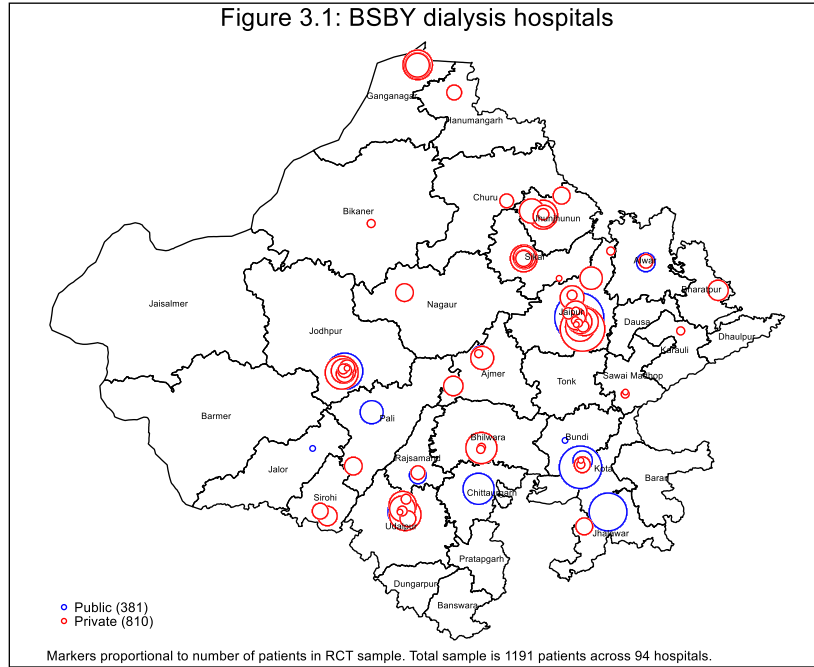 Figure 3.1: BSBY dialysis hospitals
Ganganagar
Hanumangarh
Churu
Bikaner
Jhunjhunun
Sikar
Alwar
Bharatpur
Jaisalmer
Nagaur
Jaipur
Dausa
Jodhpur
Dhaulpur
Karauli
Ajmer
Tonk
Sawai Madhop
Barmer
Pali
Bhilwara
Bundi
Jalor
Rajsamand
Kota
Baran
Chittaurgarh
Sirohi
Udaipur
Jhalawar
Pratapgarh
Dungarpur
Banswara
Public (381)
Private (810)
Markers proportional to number of patients in RCT sample. Total sample is 1191 patients across 94 hospitals.